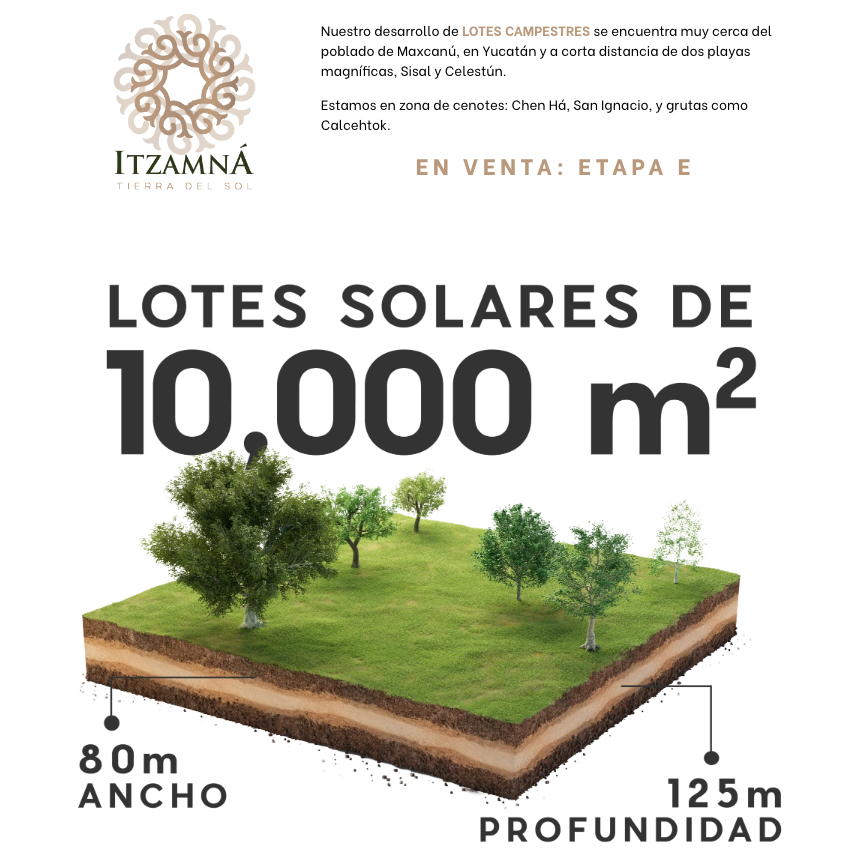 ITZAMNÁ
TIERRA DEL SOL
Nuestro desarrollo de LOTES CAMPESTRES se encuentra muy cerca del
poblado de Maxcanú, en Yucatán y a corta distancia de dos playas
magníficas, Sisal y Celestún.
Estamos en zona de cenotes: Chen Há, San Ignacio, y grutas como
Calcehtok.
EN VENTA: ETAPA E
LOTES SOLARES DE
10,000 m²
80m
ANCHO
125m
PROFUNDIDAD